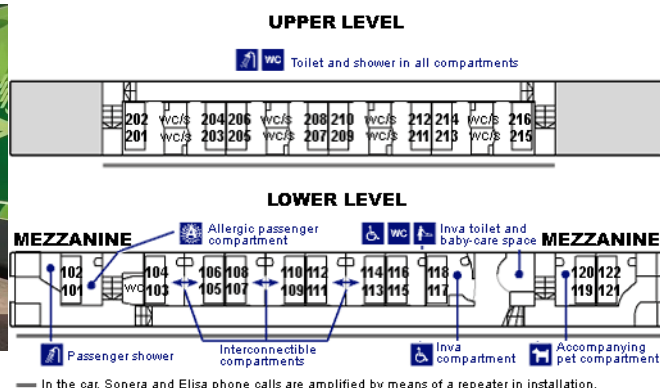 UPPER LEVEL
WC Toilet and shower in all compartments
202 wc/s 204 206 wc/s 208 210 wc/s 212 214 wc/s 216
201 wc/s 203 205 wc/s 207 209 wc/s 211 213 wc/s 215
LOWER LEVEL
MEZZANINE
A Allergic passenger
compartment
WC Inva toilet and
baby-care space
MEZZANINE
102 104 106 108 110 112 114 116 118 120 122
101 WC 103 105 107 109 111 113 115 117 119 121
Passenger shower
Interconnectible
compartments
Inva
compartment
Accompanying
pet compartment
In the car, Sonera and Elisa phone calls are amplified by means of a repeater in installation.